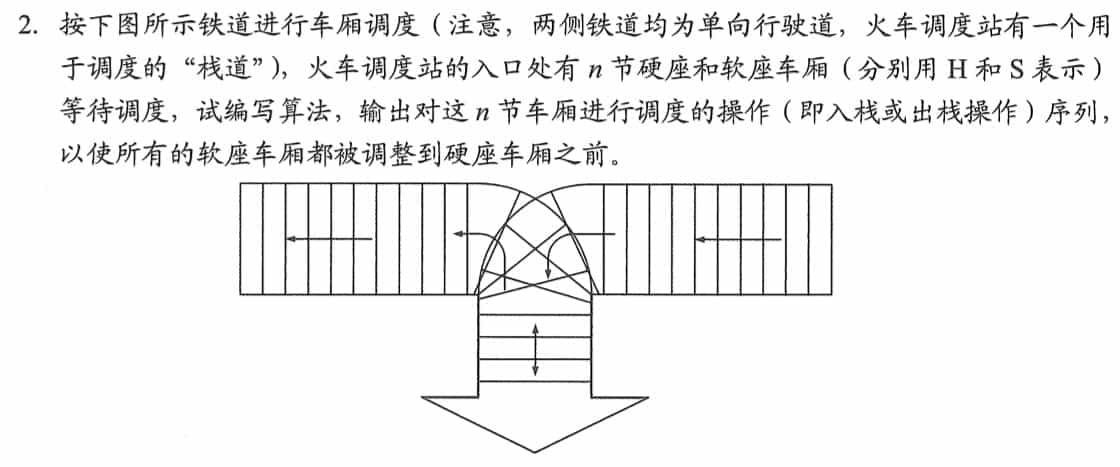 2. 按下图所示铁道进行车厢调度（注意，两侧铁道均为单向行驶道，火车调度站有一个用
于调度的“栈道”），火车调度站的入口处有 n 节硬座和软座车厢（分别用 H 和 S 表示）
等待调度，试编写算法，输出对这 n 节车厢进行调度的操作（即入栈或出栈操作）序列，
以使所有的软座车厢都被调整到硬座车厢之前。